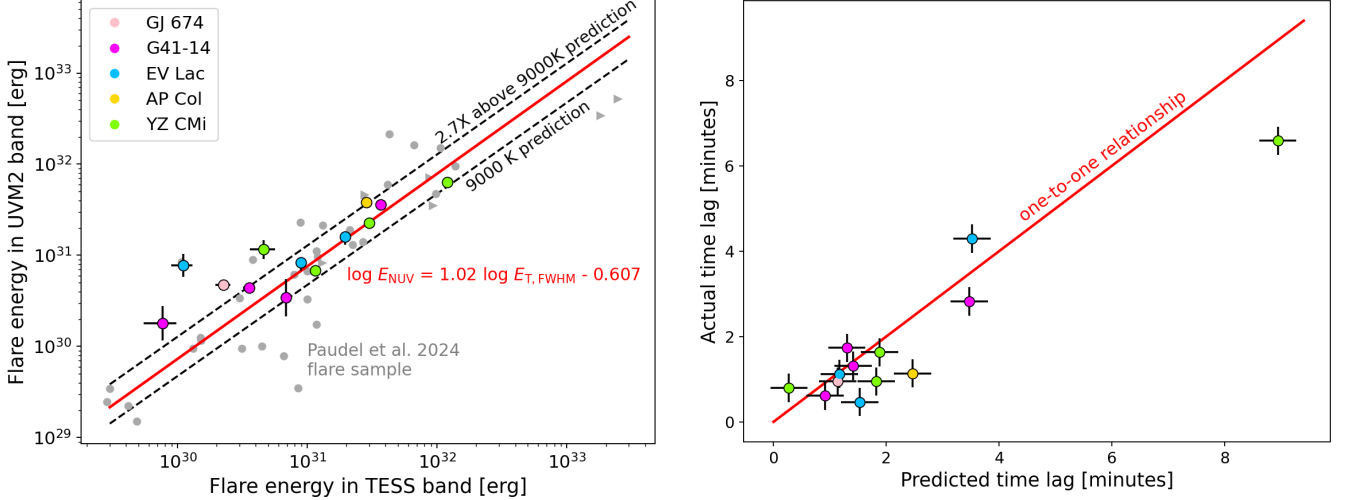 GJ 674
G41-14
EV Lac
AP Col
YZ CMi
2.7X above 9000K prediction
9000 K prediction
log E_NUV = 1.02 log E_T, FWHM - 0.607
Paudel et al. 2024
flare sample
Flare energy in UVM2 band [erg]
10^33
10^32
10^31
10^30
10^29
10^30
10^31
10^32
10^33
Flare energy in TESS band [erg]
one-to-one relationship
Actual time lag [minutes]
8
6
4
2
0
0
2
4
6
8
Predicted time lag [minutes]